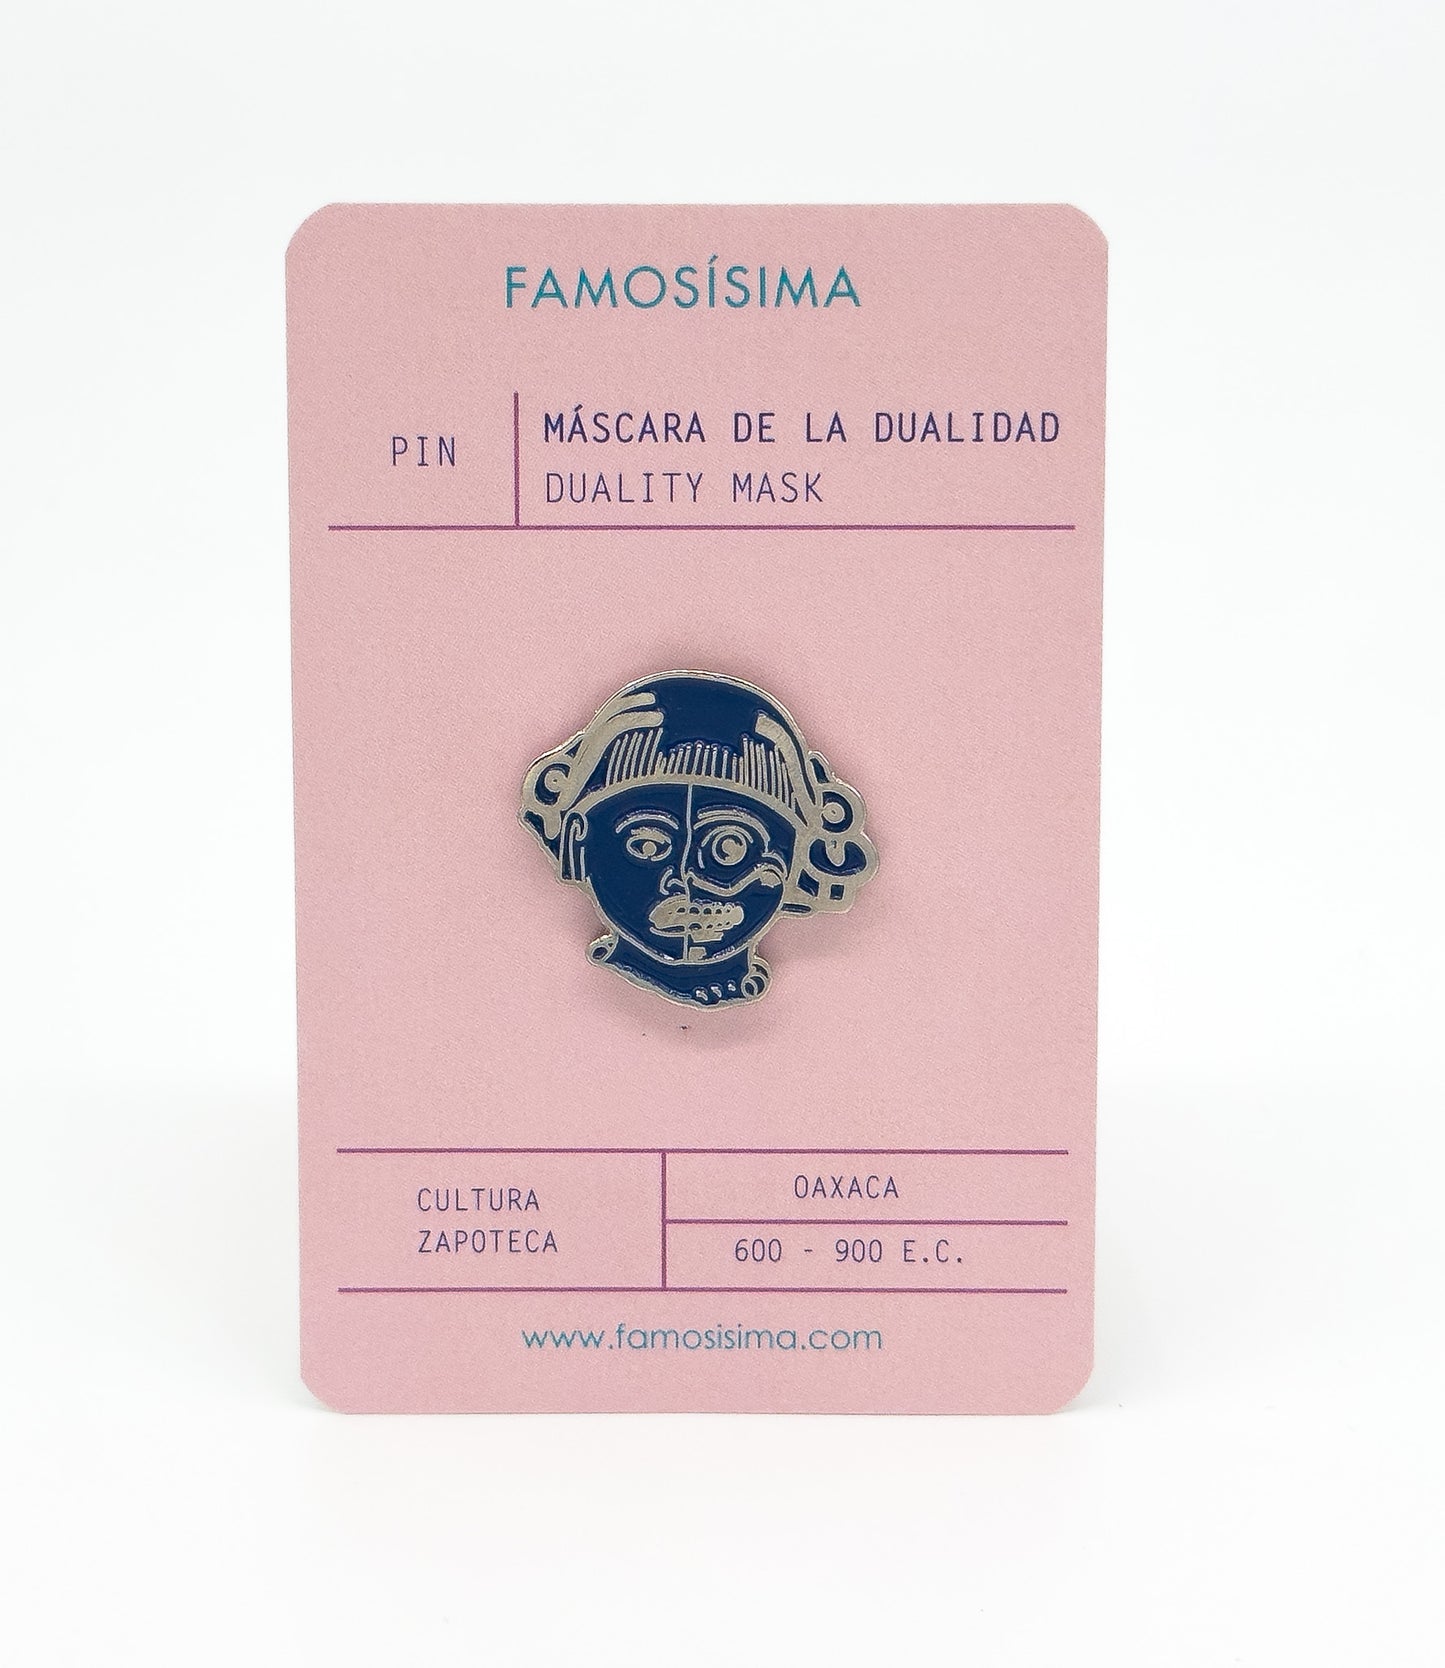 FAMOSÍSIMA
PIN
MÁSCARA DE LA DUALIDAD
DUALITY MASK
CULTURA
ZAPOTECA
OAXACA
600 - 900 E.C.
www.famosisima.com